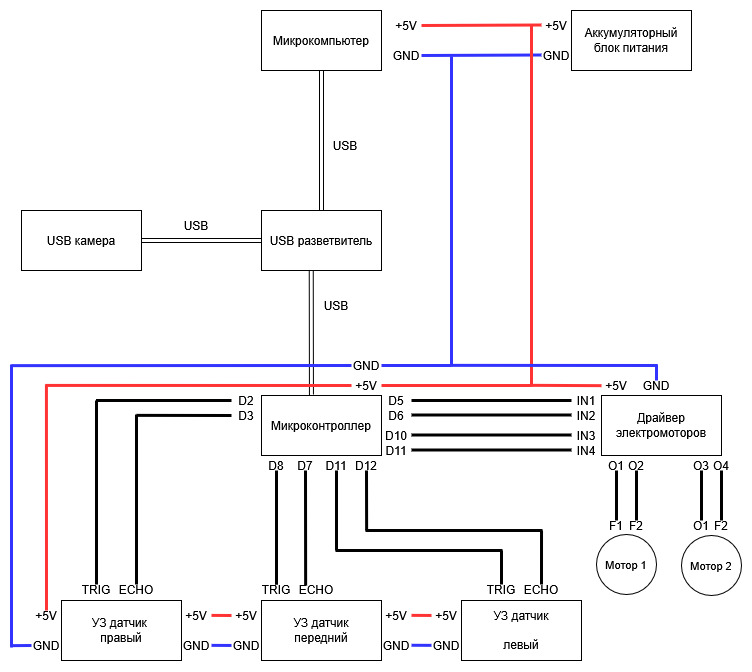 Микрокомпьютер
+5V
+5V
Аккумуляторный
блок питания
GND
GND
USB
USB камера
USB
USB разветвитель
USB
GND
+5V
+5V
GND
D2
D3
Микроконтроллер
D5
D6
D10
D11
IN1
IN2
IN3
IN4
Драйвер
электромоторов
D8
D7
D11
D12
O1
O2
O3
O4
F1
F2
O1
F2
Мотор 1
Мотор 2
TRIG
ECHO
TRIG
ECHO
TRIG
ECHO
+5V
УЗ датчик
правый
+5V
+5V
УЗ датчик
передний
+5V
+5V
УЗ датчик
левый
GND
GND
GND
GND
GND